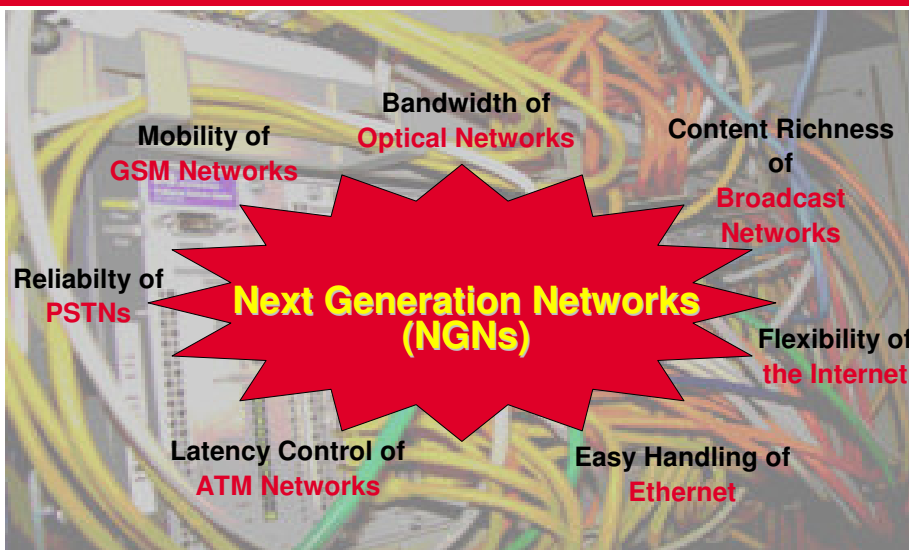 Bandwidth of
Optical Networks
Mobility of
GSM Networks
Content Richness
of
Broadcast
Networks
Reliabilty of
PSTNs
Next Generation Networks
(NGNs)
Flexibility of
the Internet
Latency Control of
ATM Networks
Easy Handling of
Ethernet